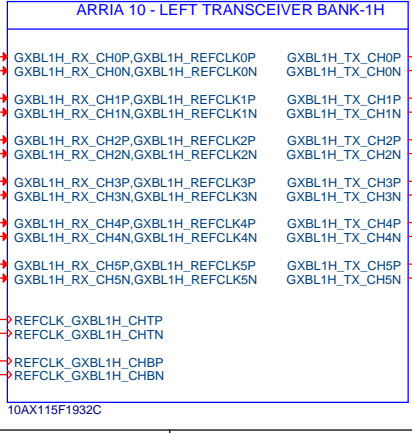 ARRIA 10 - LEFT TRANSCEIVER BANK-1H
GXBL1H_RX_CH0P,GXBL1H_REFCLK0P GXBL1H_TX_CH0P
GXBL1H_RX_CH0N,GXBL1H_REFCLK0N GXBL1H_TX_CH0N
GXBL1H_RX_CH1P,GXBL1H_REFCLK1P GXBL1H_TX_CH1P
GXBL1H_RX_CH1N,GXBL1H_REFCLK1N GXBL1H_TX_CH1N
GXBL1H_RX_CH2P,GXBL1H_REFCLK2P GXBL1H_TX_CH2P
GXBL1H_RX_CH2N,GXBL1H_REFCLK2N GXBL1H_TX_CH2N
GXBL1H_RX_CH3P,GXBL1H_REFCLK3P GXBL1H_TX_CH3P
GXBL1H_RX_CH3N,GXBL1H_REFCLK3N GXBL1H_TX_CH3N
GXBL1H_RX_CH4P,GXBL1H_REFCLK4P GXBL1H_TX_CH4P
GXBL1H_RX_CH4N,GXBL1H_REFCLK4N GXBL1H_TX_CH4N
GXBL1H_RX_CH5P,GXBL1H_REFCLK5P GXBL1H_TX_CH5P
GXBL1H_RX_CH5N,GXBL1H_REFCLK5N GXBL1H_TX_CH5N
REFCLK_GXBL1H_CHTP
REFCLK_GXBL1H_CHTN
REFCLK_GXBL1H_CHBP
REFCLK_GXBL1H_CHBN
10AX115F1932C